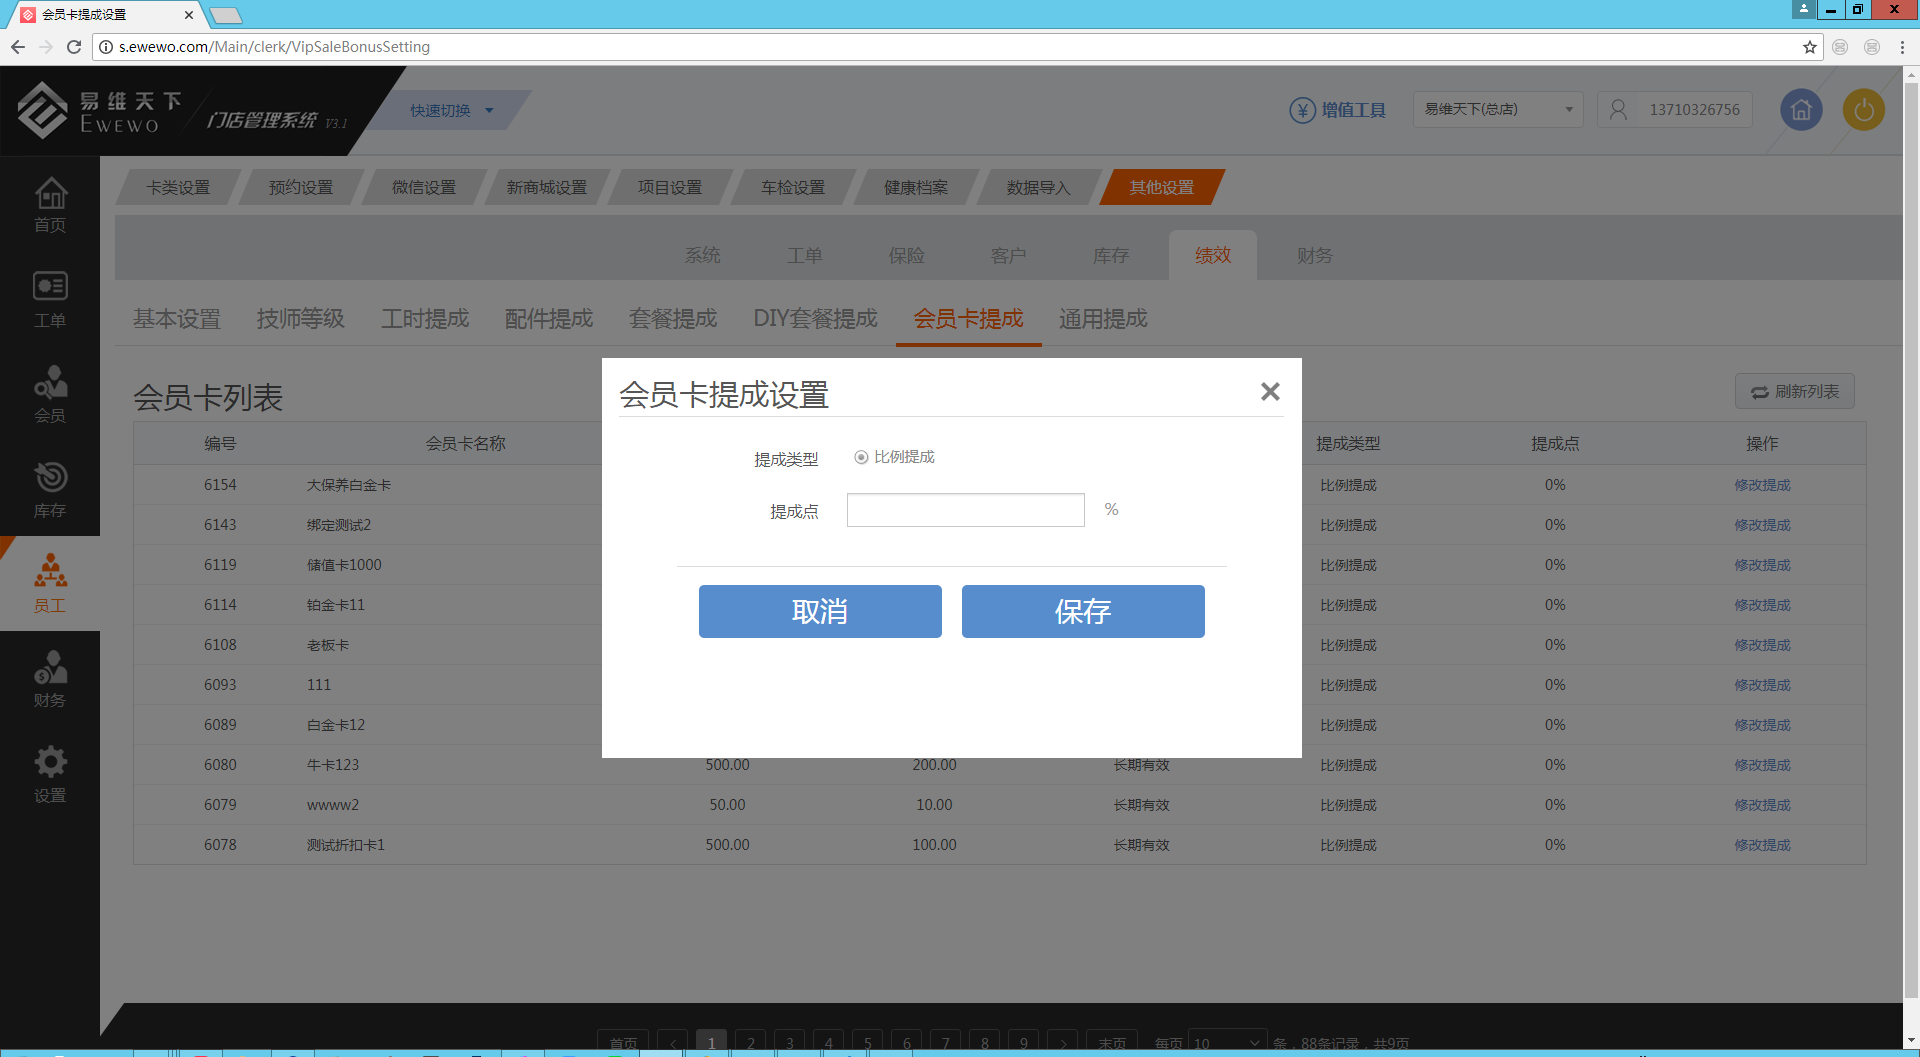 会员卡提成设置
s.ewewo.com/Main/clerk/VipSaleBonusSetting
易维天下
EWEWO
门店管理系统 V3.1
快速切换
增值工具
易维天下(总店)
13710326756
首页
工单
会员
库存
员工
财务
设置
卡类设置 预约设置 微信设置 新商城设置 项目设置 车检设置 健康档案 数据导入 其他设置
系统 工单 保险 客户 库存 绩效 财务
基本设置 技师等级 工时提成 配件提成 套餐提成 DIY套餐提成 会员卡提成 通用提成
会员卡列表
刷新列表
编号 会员卡名称 提成类型 提成点 操作
6154 大保养白金卡 比例提成 0% 修改提成
6143 绑定测试2 比例提成 0% 修改提成
6119 储值卡1000 比例提成 0% 修改提成
6114 铂金卡11 比例提成 0% 修改提成
6108 老板卡 比例提成 0% 修改提成
6093 111 比例提成 0% 修改提成
6089 白金卡12 比例提成 0% 修改提成
6080 牛卡123 500.00 200.00 长期有效 比例提成 0% 修改提成
6079 wwww2 50.00 10.00 长期有效 比例提成 0% 修改提成
6078 测试折扣卡1 500.00 100.00 长期有效 比例提成 0% 修改提成
会员卡提成设置
提成类型 比例提成
提成点 %
取消 保存
首页 < 1 2 3 4 5 6 7 8 9 > 末页 每页 10 条，88条记录，共9页